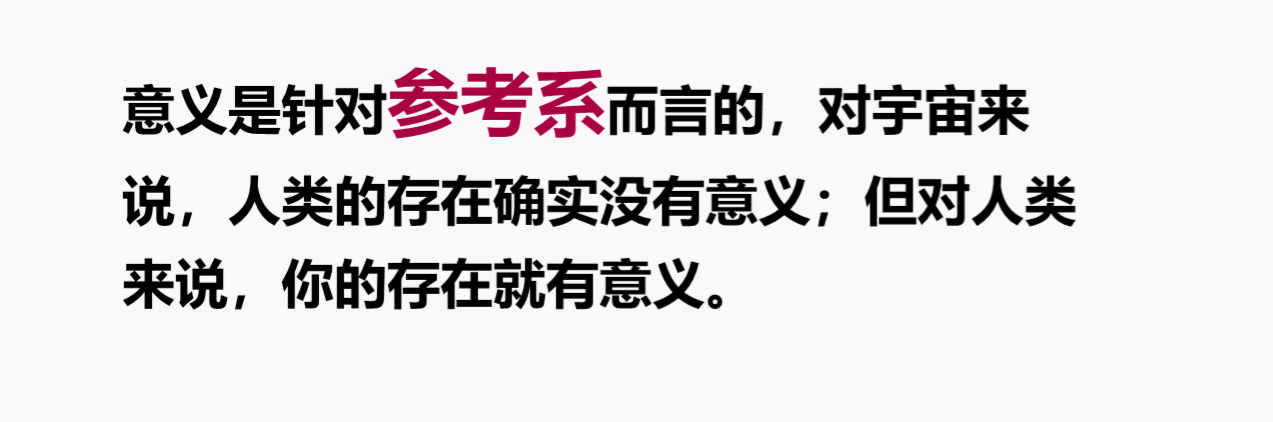 意义是针对参考系而言的，对宇宙来
说，人类的存在确实没有意义；但对人类
来说，你的存在就有意义。